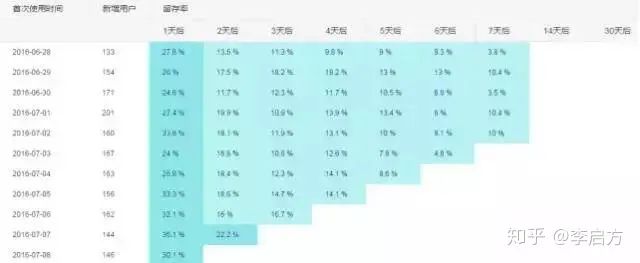 首次使用时间 新增用户 留存率
1天后 2天后 3天后 4天后 5天后 6天后 7天后 14天后 30天后
2016-06-28 133 27.8 % 13.5 % 11.3 % 9.8 % 9 % 8.3 % 3.8 %
2016-06-29 154 26 % 17.5 % 18.2 % 18.2 % 13 % 13 % 10.4 %
2016-06-30 171 24.6 % 11.7 % 12.3 % 11.7 % 10.5 % 3.5 %
2016-07-01 201 27.4 % 19.9 % 10.9 % 13.9 % 13.4 % 10.4 %
2016-07-02 160 33.8 % 18.1 % 11.9 % 13.1 % 10 % 8.1 % 10 %
2016-07-03 167 24 % 10.8 % 12.6 % 7.8 % 4.8 %
2016-07-04 163 25.8 % 18.4 % 12.3 % 14.1 % 8.6 %
2016-07-05 156 33.3 % 18.6 % 14.7 % 14.1 %
2016-07-06 162 32.1 % 16 % 16.7 %
2016-07-07 144 36.1 % 22.2 %
2016-07-08 146 30.1 %
知乎 @李启方